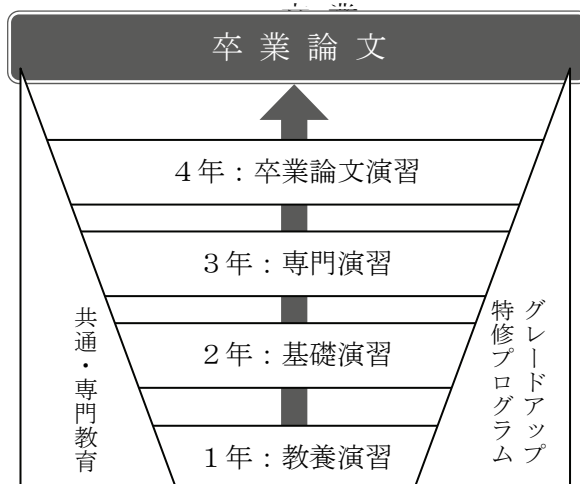 卒業論文
4年：卒業論文演習
3年：専門演習
2年：基礎演習
1年：教養演習
共通・専門教育
グレードアップ
特修プログラム